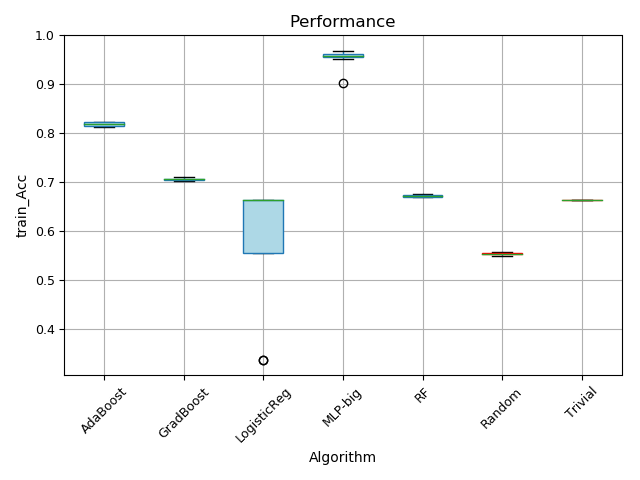 Performance
train_Acc
1.0
0.9
0.8
0.7
0.6
0.5
0.4
AdaBoost
GradBoost
LogisticReg
MLP-big
RF
Random
Trivial
Algorithm